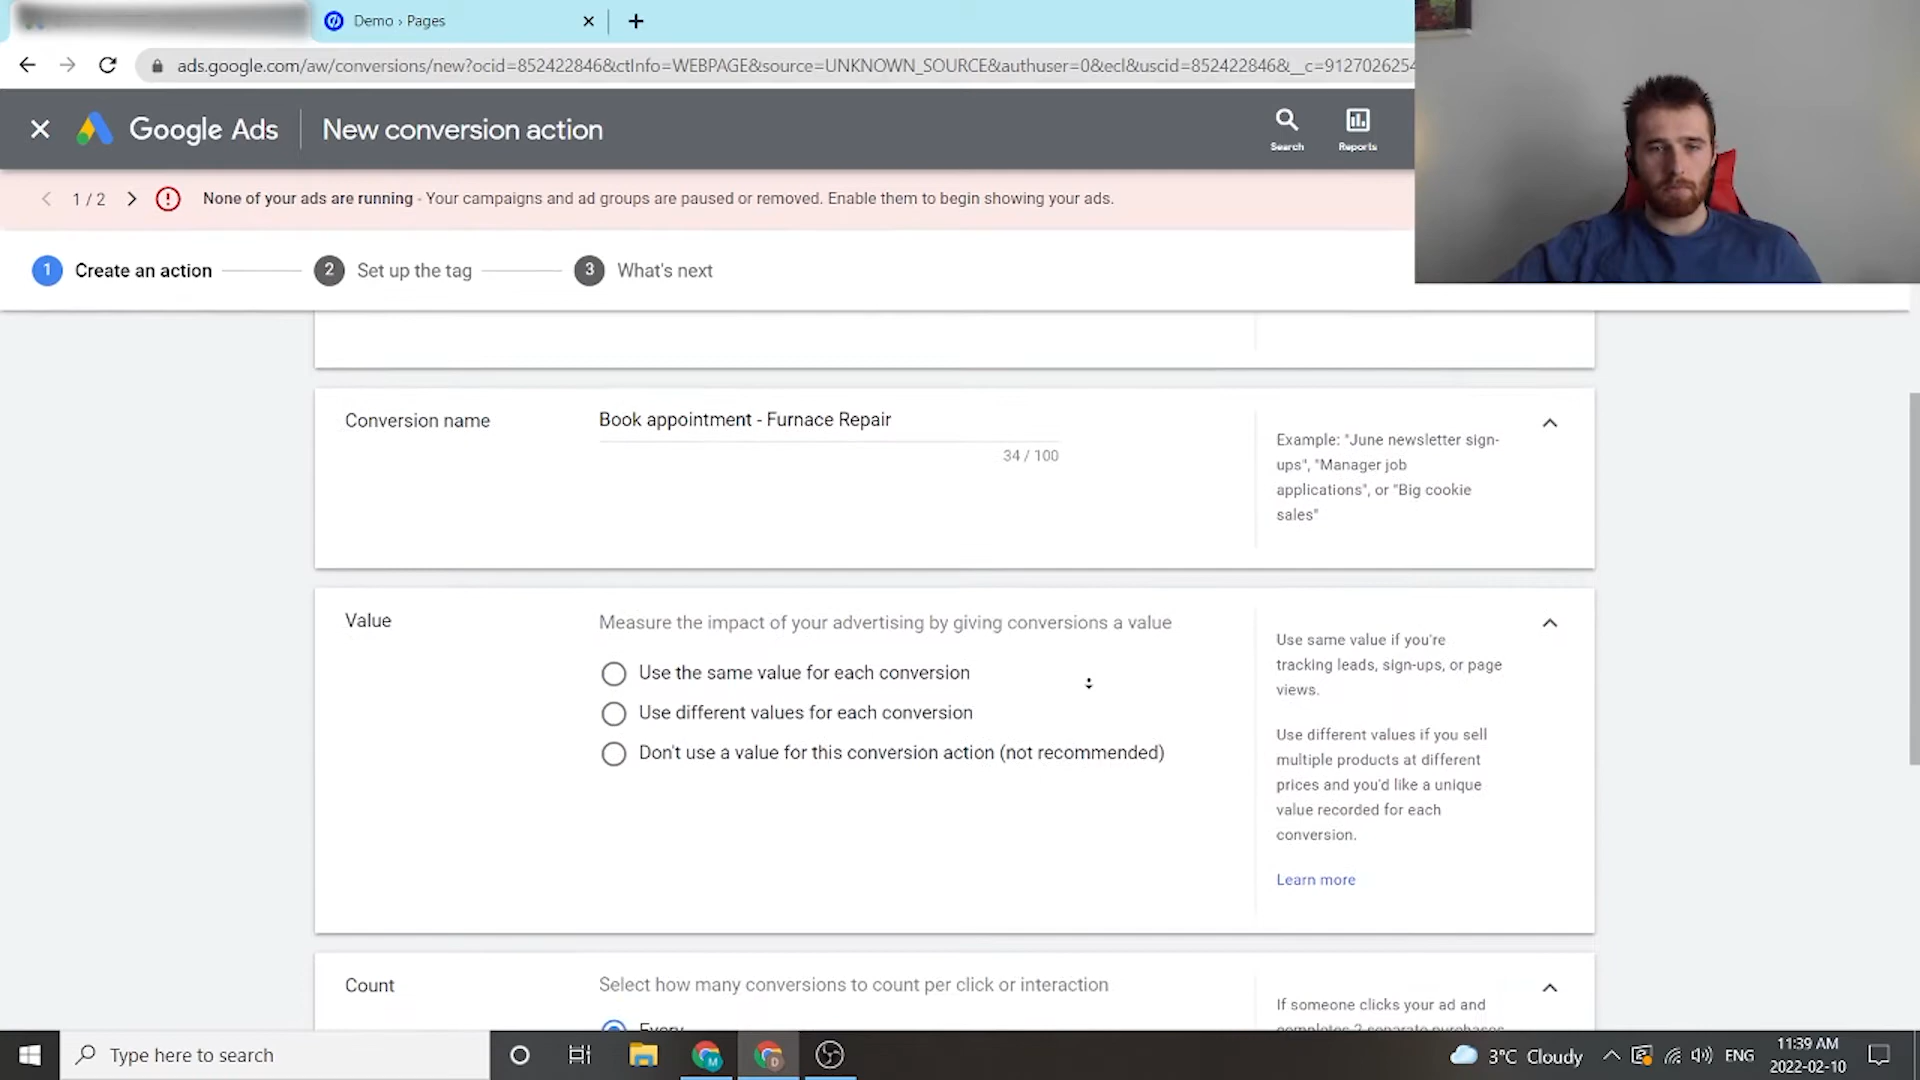 Demo › Pages
ads.google.com/aw/conversions/new?ocid=852422846&ctInfo=WEBPAGE&source=UNKNOWN_SOURCE&authuser=0&ecl&uscid=852422846&__c=9127026254
Google Ads
New conversion action
Search
Reports
1 / 2
None of your ads are running - Your campaigns and ad groups are paused or removed. Enable them to begin showing your ads.
1 Create an action
2 Set up the tag
3 What's next
Conversion name
Book appointment - Furnace Repair
34 / 100
Example: "June newsletter sign-
ups", "Manager job
applications", or "Big cookie
sales"
Value
Measure the impact of your advertising by giving conversions a value
Use the same value for each conversion
Use different values for each conversion
Don't use a value for this conversion action (not recommended)
Use same value if you're
tracking leads, sign-ups, or page
views.
Use different values if you sell
multiple products at different
prices and you'd like a unique
value recorded for each
conversion.
Learn more
Count
Select how many conversions to count per click or interaction
Every
If someone clicks your ad and
completes 2 separate purchases
Type here to search
M
D
3°C Cloudy
ENG
11:39 AM
2022-02-10